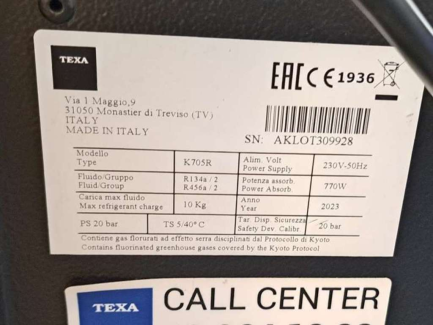 TEXA
EAC CE 1936
Via 1 Maggio,9
31050 Monastier di Treviso (TV)
ITALY
MADE IN ITALY
SN: AKLOT309928
Modello
Type
K705R
Alim. Volt
Power Supply
230V-50Hz
Fluido/Gruppo
Fluid/Group
R134a / 2
R456a / 2
Potenza assorb.
Power Absorb.
770W
Carica max fluido
Max refrigerant charge
10 Kg
Anno
Year
2023
PS 20 bar
TS 5/40°C
Tar. Disp. Sicurezza
Safety Dev. Calibr
20 bar
Contiene gas florurati ad effetto serra disciplinati dal Protocollo di Kyoto
Contains fluorinated greenhouse gases covered by the Kyoto Protocol
TEXA
CALL CENTER